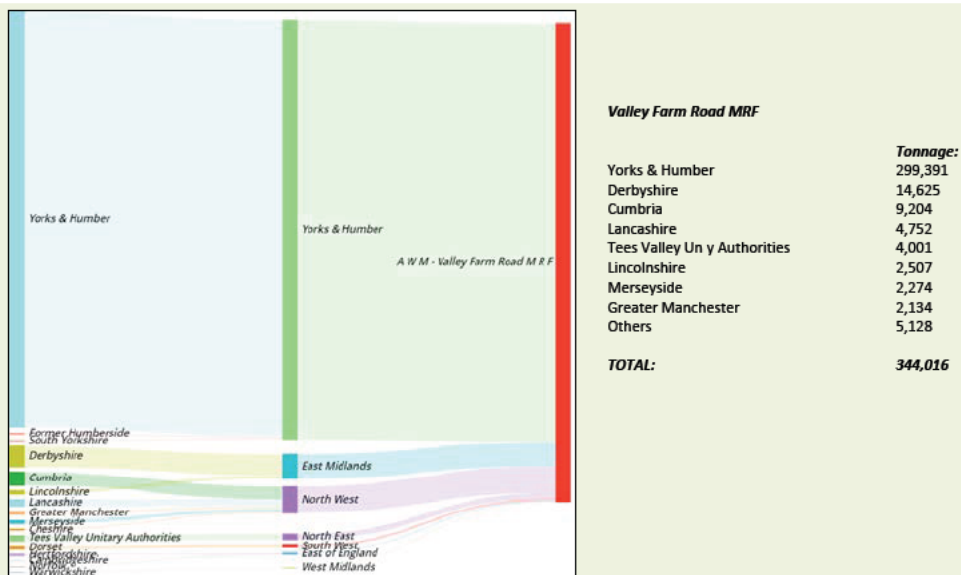 Yorks & Humber
Former Humberside
South Yorkshire
Derbyshire
Cumbria
Lincolnshire
Lancashire
Greater Manchester
Merseyside
Cheshire
Tees Valley Unitary Authorities
Dorset
Hertfordshire
Cambridgeshire
Norfolk
Warwickshire
Yorks & Humber
East Midlands
North West
North East
South West
East of England
West Midlands
A W M - Valley Farm Road M R F
Valley Farm Road MRF
Tonnage:
Yorks & Humber 299,391
Derbyshire 14,625
Cumbria 9,204
Lancashire 4,752
Tees Valley Un y Authorities 4,001
Lincolnshire 2,507
Merseyside 2,274
Greater Manchester 2,134
Others 5,128
TOTAL: 344,016